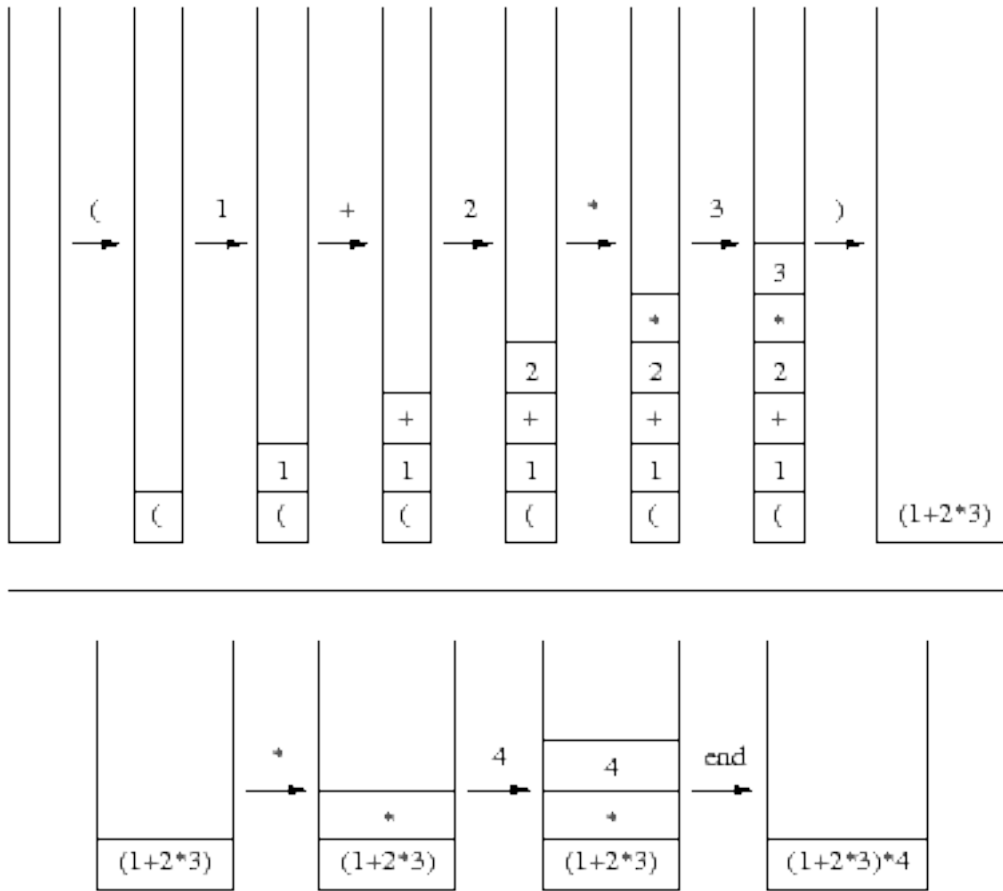 ( 1 + 2 * 3 )
3
* *
2 2 2
+ + + +
1 1 1 1 1
( ( ( ( ( ( (1+2*3)
* 4 end
4
* *
(1+2*3) (1+2*3) (1+2*3) (1+2*3)*4